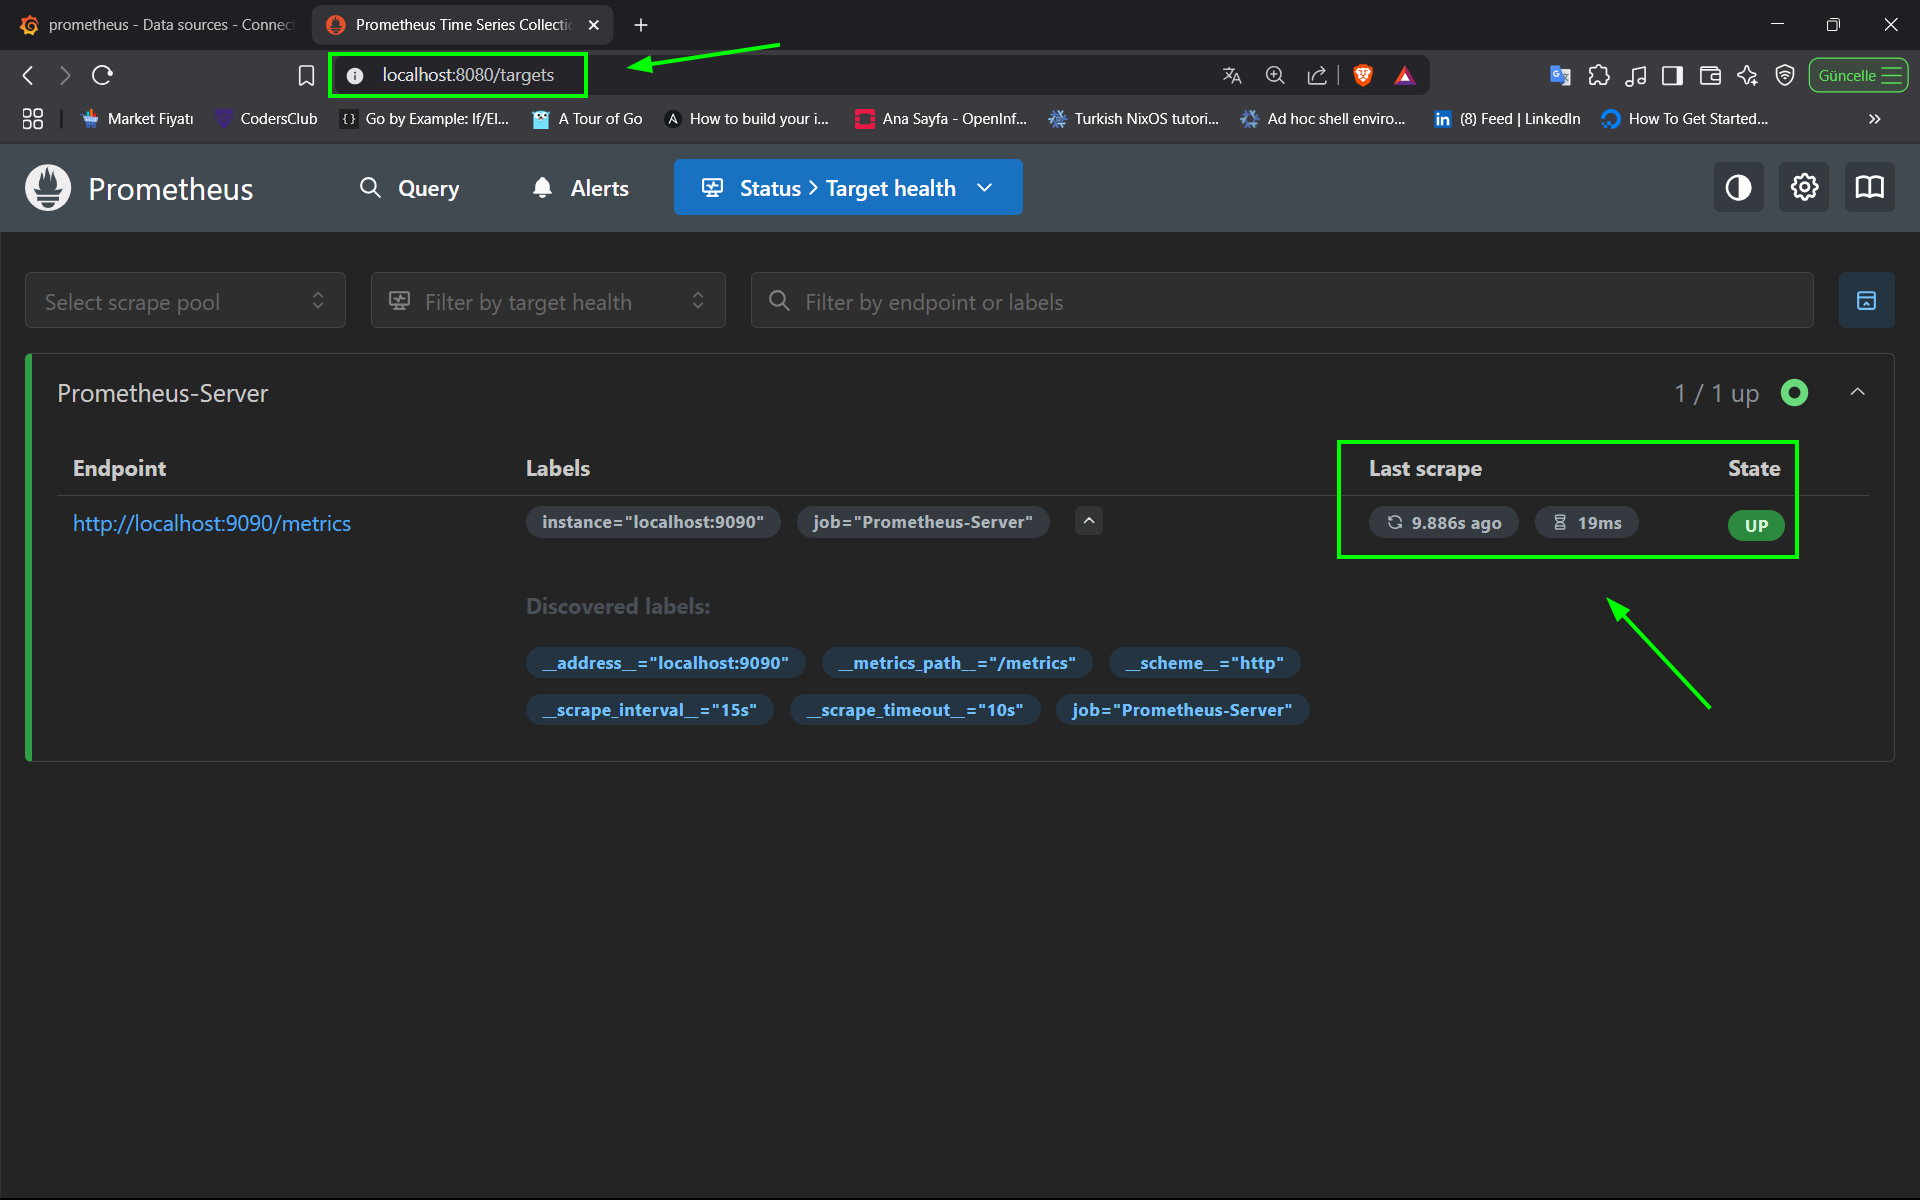 prometheus - Data sources - Connec
Prometheus Time Series Collectio
localhost:8080/targets
Güncelle
Market Fiyatı
CodersClub
Go by Example: If/El...
A Tour of Go
How to build your i...
Ana Sayfa - OpenInf...
Turkish NixOS tutori...
Ad hoc shell enviro...
(8) Feed | LinkedIn
How To Get Started...
Prometheus
Query
Alerts
Status > Target health
Select scrape pool
Filter by target health
Filter by endpoint or labels
Prometheus-Server
1 / 1 up
Endpoint
Labels
Last scrape
State
http://localhost:9090/metrics
instance="localhost:9090"
job="Prometheus-Server"
9.886s ago
19ms
UP
Discovered labels:
__address__="localhost:9090"
__metrics_path__="/metrics"
__scheme__="http"
__scrape_interval__="15s"
__scrape_timeout__="10s"
job="Prometheus-Server"